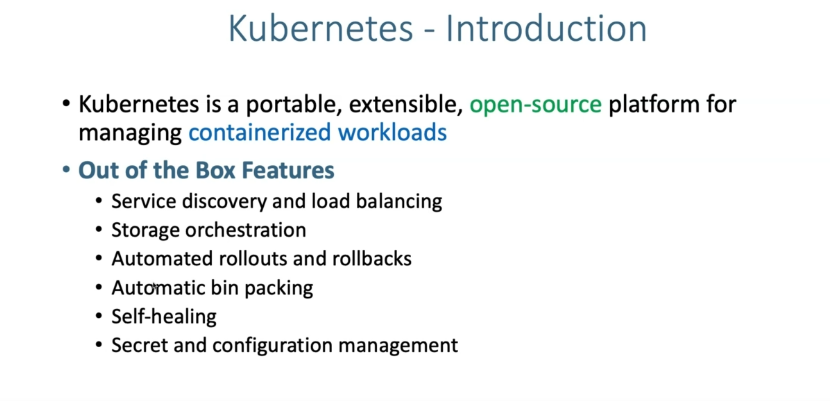 Kubernetes - Introduction
• Kubernetes is a portable, extensible, open-source platform for
managing containerized workloads
• Out of the Box Features
• Service discovery and load balancing
• Storage orchestration
• Automated rollouts and rollbacks
• Automatic bin packing
• Self-healing
• Secret and configuration management